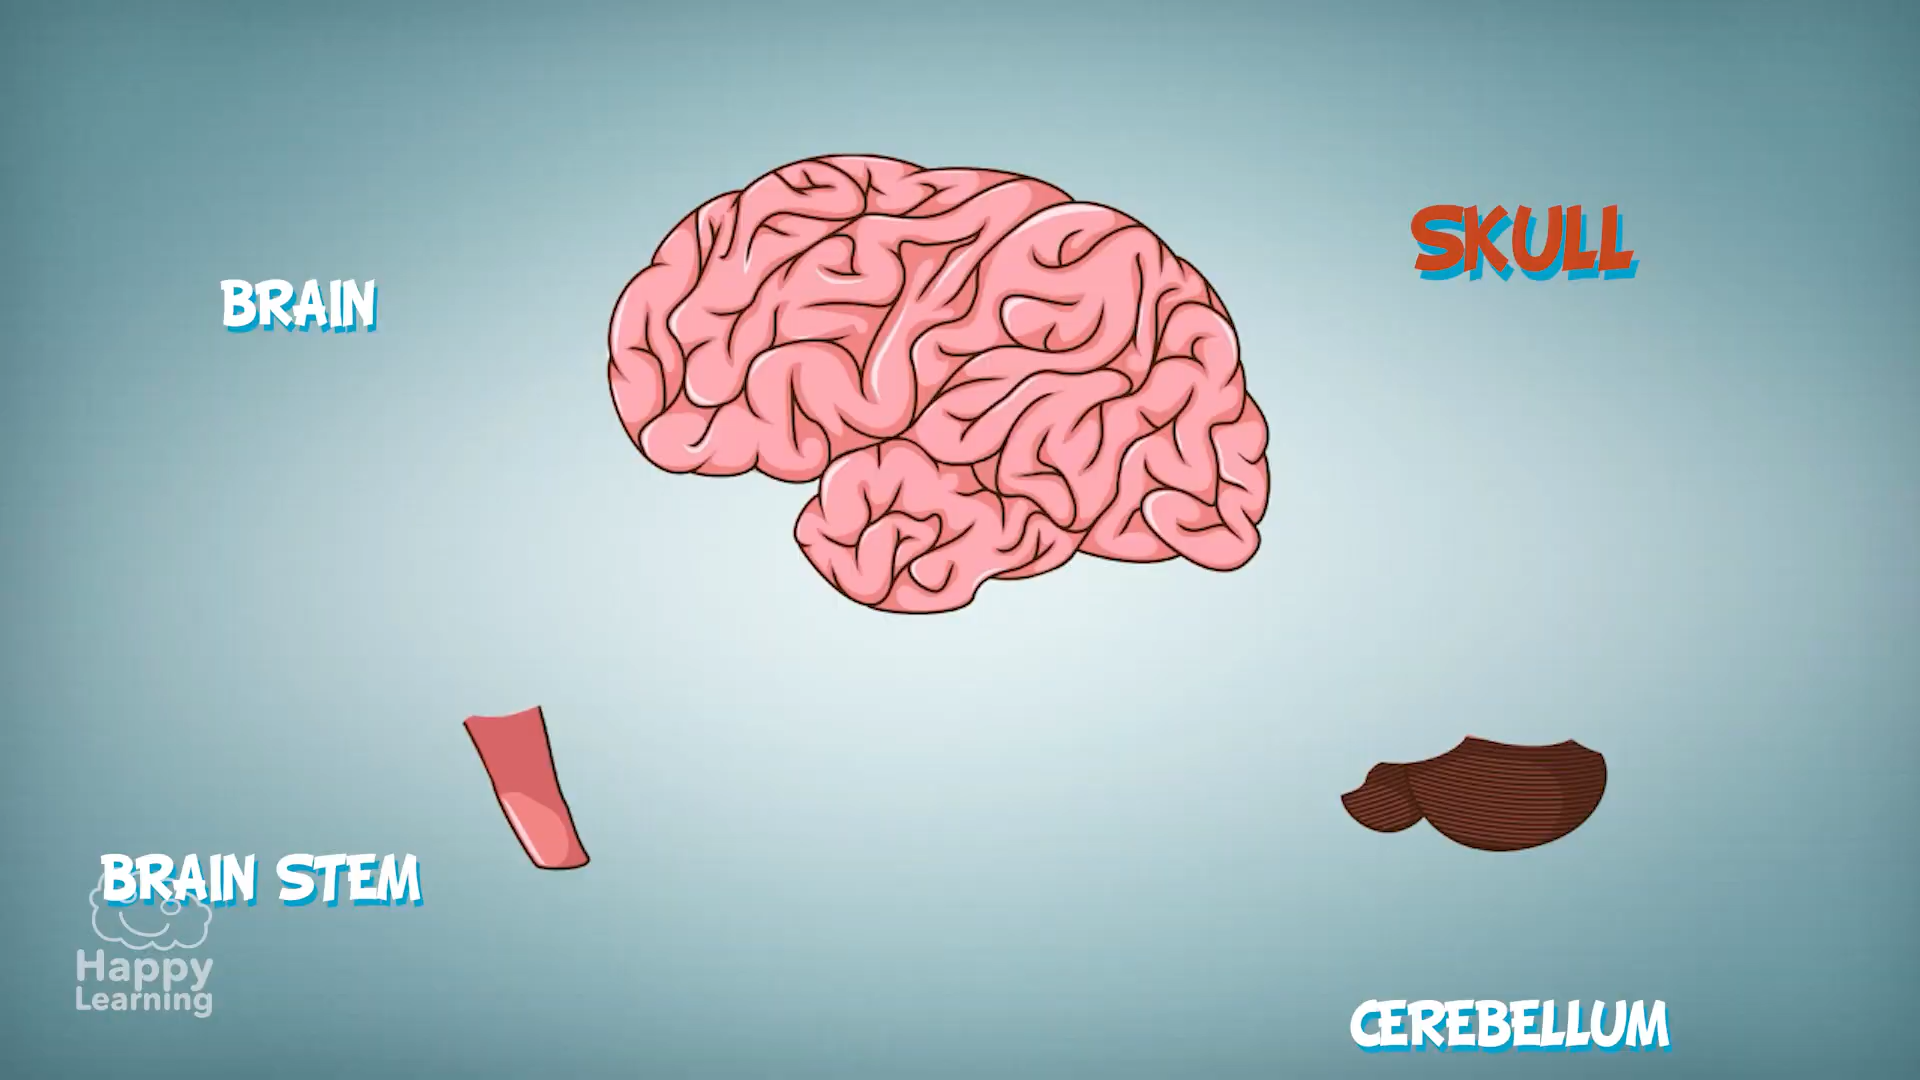 SKULL
BRAIN
BRAIN STEM
Happy
Learning
CEREBELLUM